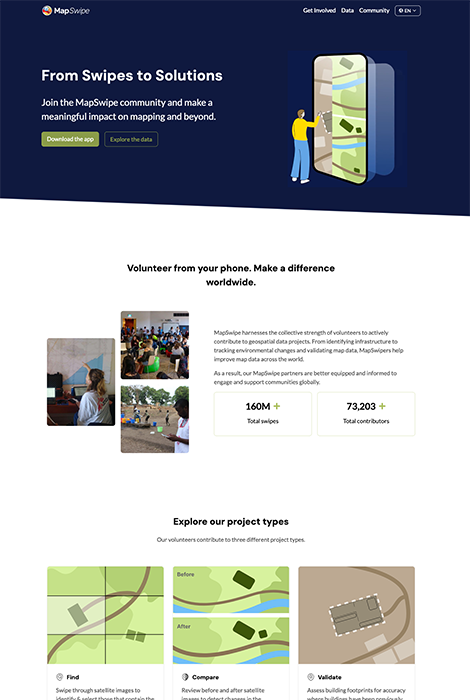 MapSwipe
Get Involved Data Community EN
From Swipes to Solutions
Join the MapSwipe community and make a
meaningful impact on mapping and beyond.
Download the app Explore the data
Volunteer from your phone. Make a difference
worldwide.
MapSwipe harnesses the collective strength of volunteers to actively
contribute to geospatial data projects. From identifying infrastructure to
tracking environmental changes and validating map data, MapSwipers help
improve map data across the world.
As a result, our MapSwipe partners are better equipped and informed to
engage and support communities globally.
160M +
Total swipes
73,203 +
Total contributors
Explore our project types
Our volunteers contribute to three different project types.
Before
After
Find
Swipe through satellite images to
identify & select those that contain the
Compare
Review before and after satellite
images to detect changes in the
Validate
Assess building footprints for accuracy
where buildings have been previously